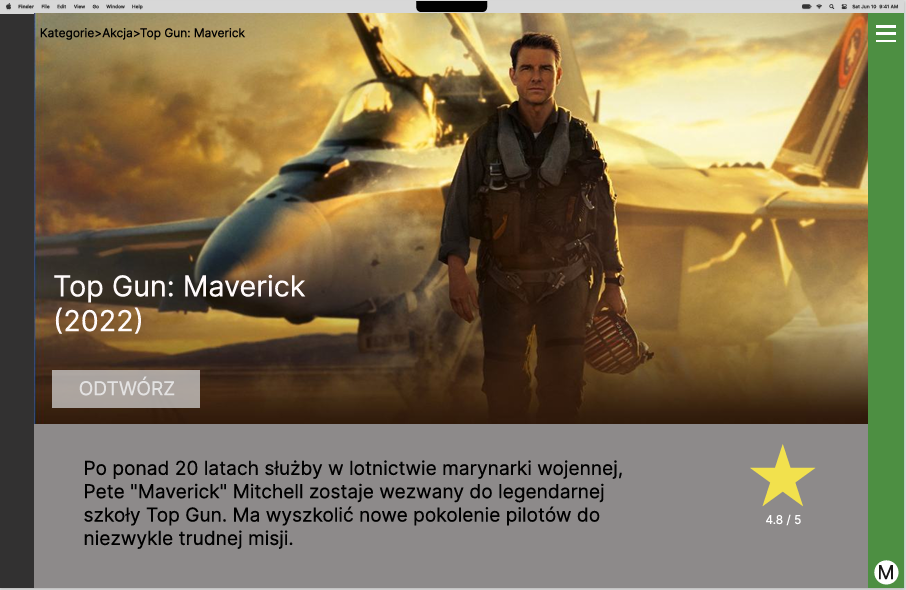 Finder File Edit View Go Window Help
Sat Jun 10 9:41 AM
Kategorie>Akcja>Top Gun: Maverick
Top Gun: Maverick
(2022)
ODTWÓRZ
Po ponad 20 latach służby w lotnictwie marynarki wojennej,
Pete "Maverick" Mitchell zostaje wezwany do legendarnej
szkoły Top Gun. Ma wyszkolić nowe pokolenie pilotów do
niezwykle trudnej misji.
4.8 / 5
M